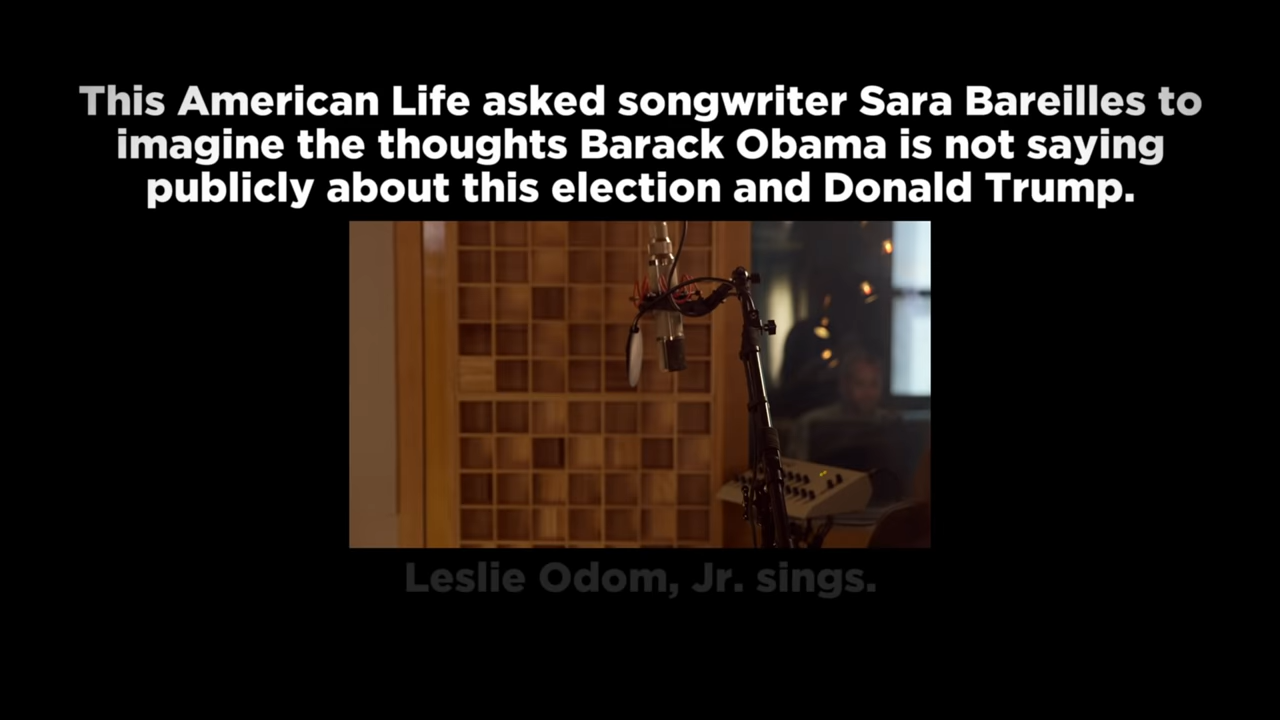 This American Life asked songwriter Sara Bareilles to
imagine the thoughts Barack Obama is not saying
publicly about this election and Donald Trump.
Leslie Odom, Jr. sings.